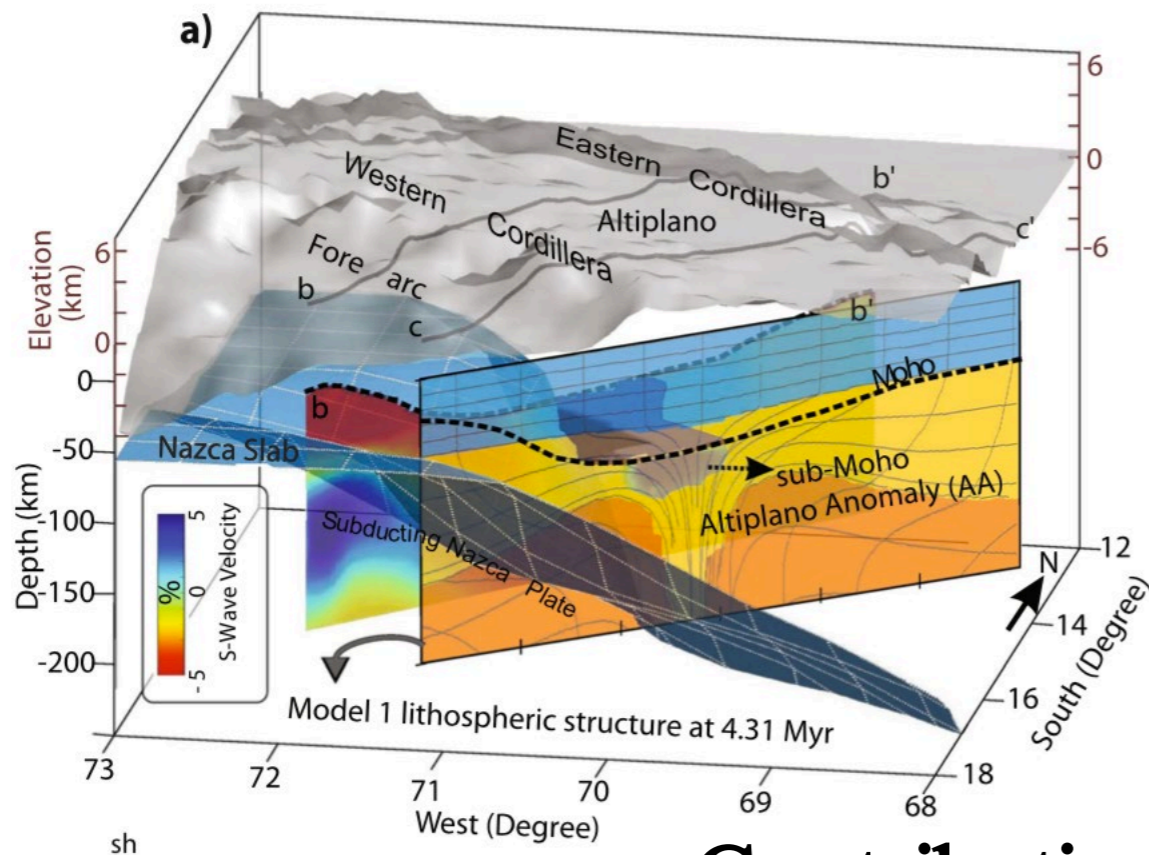 a)
6
0
-6
Eastern Cordillera
b'
c'
Western Cordillera
Altiplano
Fore arc
b
c
Elevation (km)
6
0
b'
Moho
b
Nazca Slab
sub-Moho
Altiplano Anomaly (AA)
Subducting Nazca Plate
Depth (km)
0
-50
-100
-150
-200
5
0
- 5
%
S-Wave Velocity
Model 1 lithospheric structure at 4.31 Myr
N
12
14
16
18
South (Degree)
73
72
71
70
69
68
West (Degree)
sh